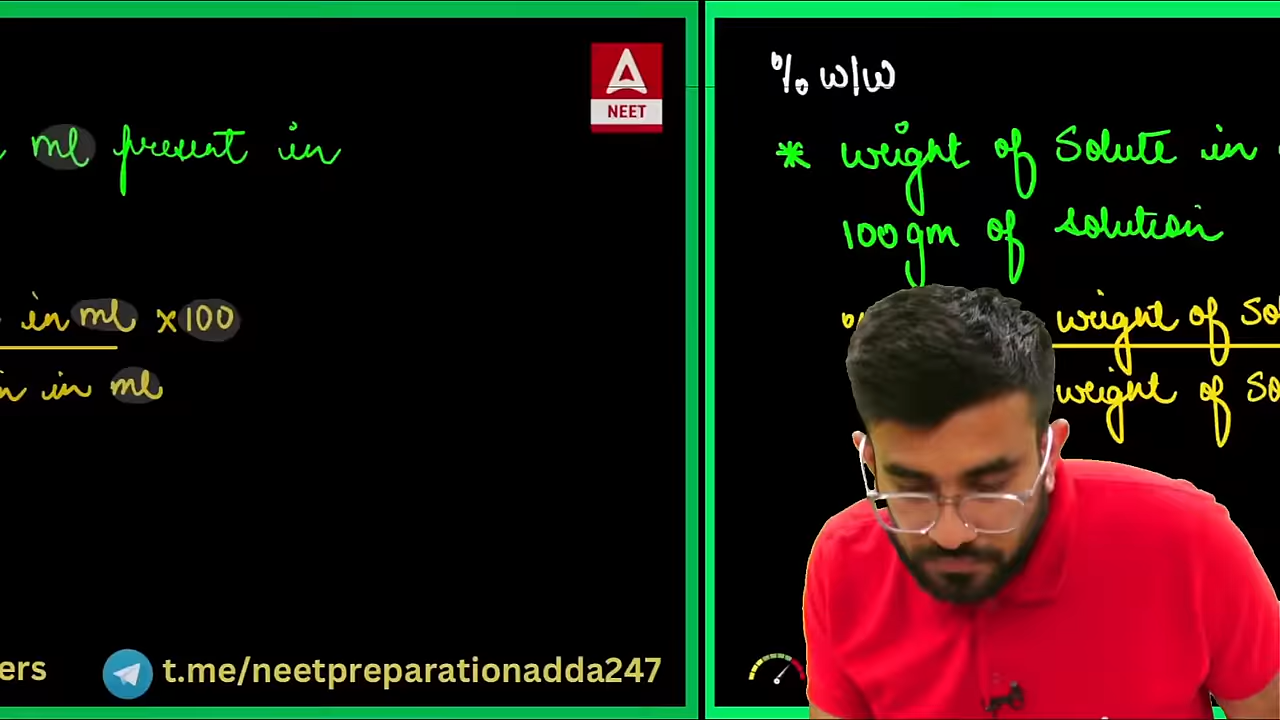 ml present in
in ml x100
in ml
NEET
ers
t.me/neetpreparationadda247
% w/w
* weight of Solute in
100gm of solution
weight of So
weight of So